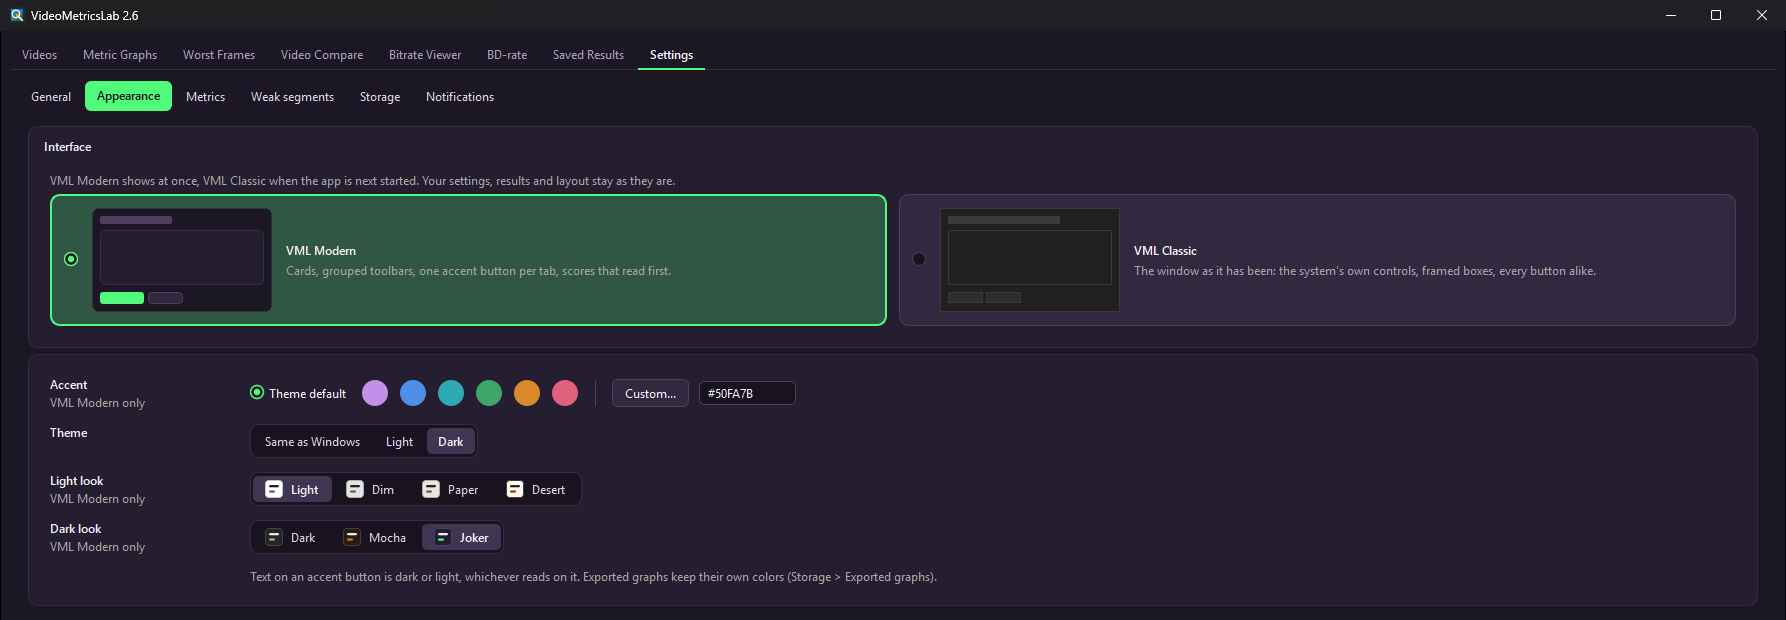 VideoMetricsLab 2.6
Videos Metric Graphs Worst Frames Video Compare Bitrate Viewer BD-rate Saved Results Settings
General Appearance Metrics Weak segments Storage Notifications
Interface
VML Modern shows at once, VML Classic when the app is next started. Your settings, results and layout stay as they are.
VML Modern
Cards, grouped toolbars, one accent button per tab, scores that read first.
VML Classic
The window as it has been: the system's own controls, framed boxes, every button alike.
Accent
VML Modern only
Theme default Custom... #50FA7B
Theme
Same as Windows Light Dark
Light look
VML Modern only
Light Dim Paper Desert
Dark look
VML Modern only
Dark Mocha Joker
Text on an accent button is dark or light, whichever reads on it. Exported graphs keep their own colors (Storage > Exported graphs).